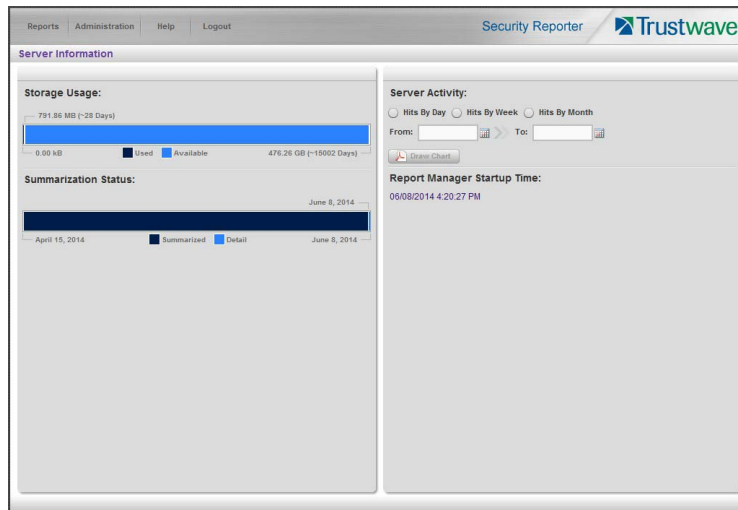 Reports Administration Help Logout
Security Reporter Trustwave
Server Information
Storage Usage:
791.86 MB (~28 Days)
0.00 kB Used Available 476.26 GB (~15002 Days)
Summarization Status:
June 8, 2014
April 15, 2014 Summarized Detail June 8, 2014
Server Activity:
Hits By Day Hits By Week Hits By Month
From: To:
Draw Chart
Report Manager Startup Time:
06/08/2014 4:20:27 PM